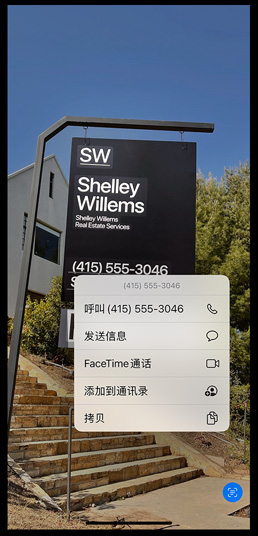 SW
Shelley
Willems
Shelley Willems
Real Estate Services
(415) 555-3046
(415) 555-3046
呼叫 (415) 555-3046
发送信息
FaceTime 通话
添加到通讯录
拷贝